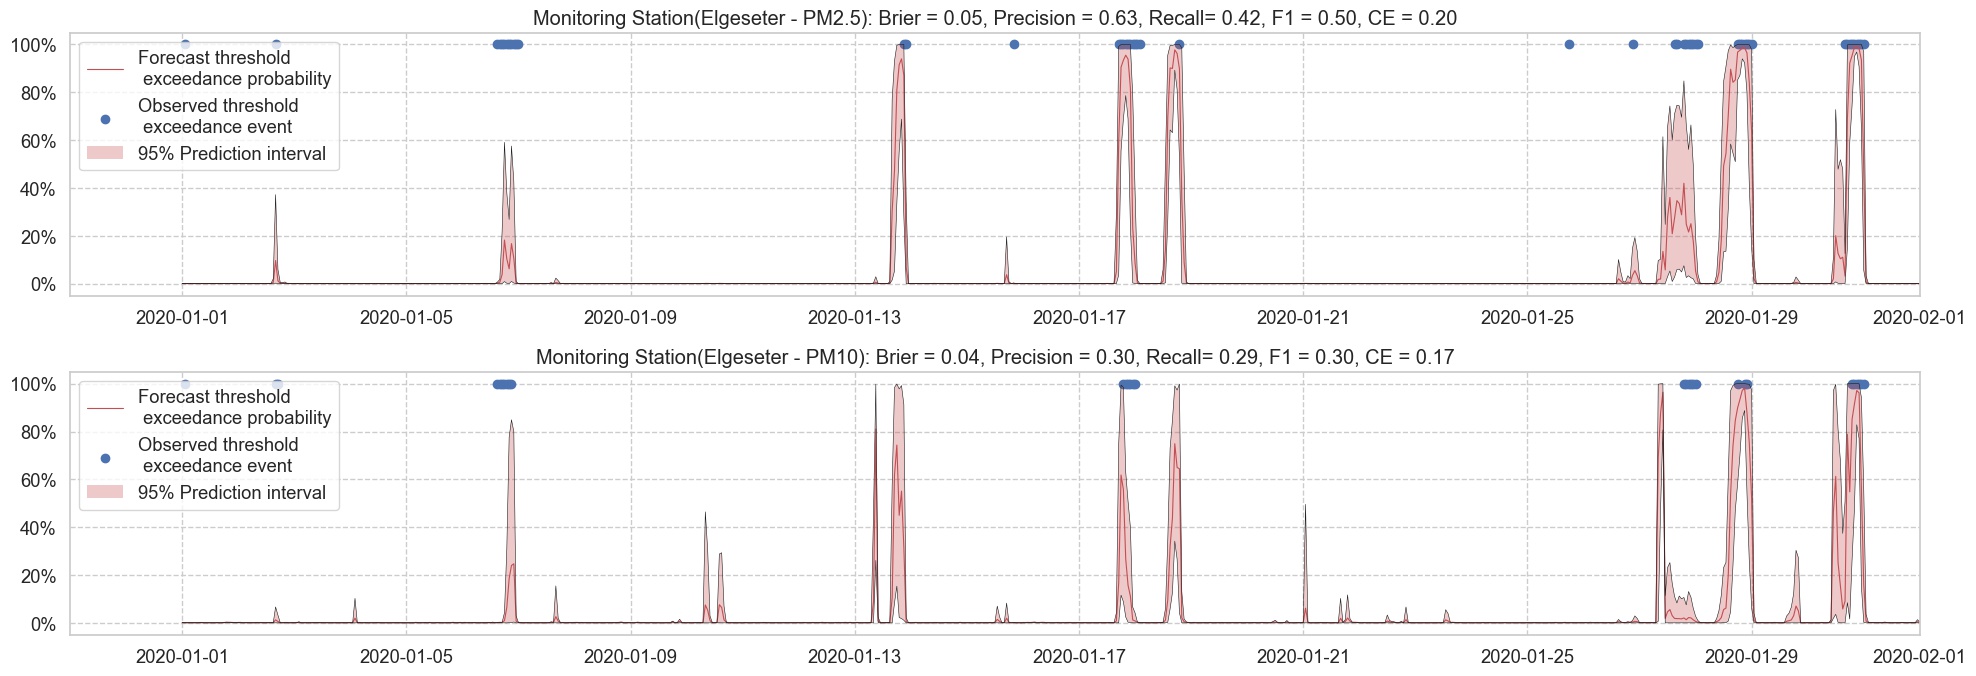 Monitoring Station(Elgeseter - PM2.5): Brier = 0.05, Precision = 0.63, Recall= 0.42, F1 = 0.50, CE = 0.20
100%
80%
60%
40%
20%
0%
Forecast threshold
exceedance probability
Observed threshold
exceedance event
95% Prediction interval
2020-01-01 2020-01-05 2020-01-09 2020-01-13 2020-01-17 2020-01-21 2020-01-25 2020-01-29 2020-02-01
Monitoring Station(Elgeseter - PM10): Brier = 0.04, Precision = 0.30, Recall= 0.29, F1 = 0.30, CE = 0.17
100%
80%
60%
40%
20%
0%
Forecast threshold
exceedance probability
Observed threshold
exceedance event
95% Prediction interval
2020-01-01 2020-01-05 2020-01-09 2020-01-13 2020-01-17 2020-01-21 2020-01-25 2020-01-29 2020-02-01